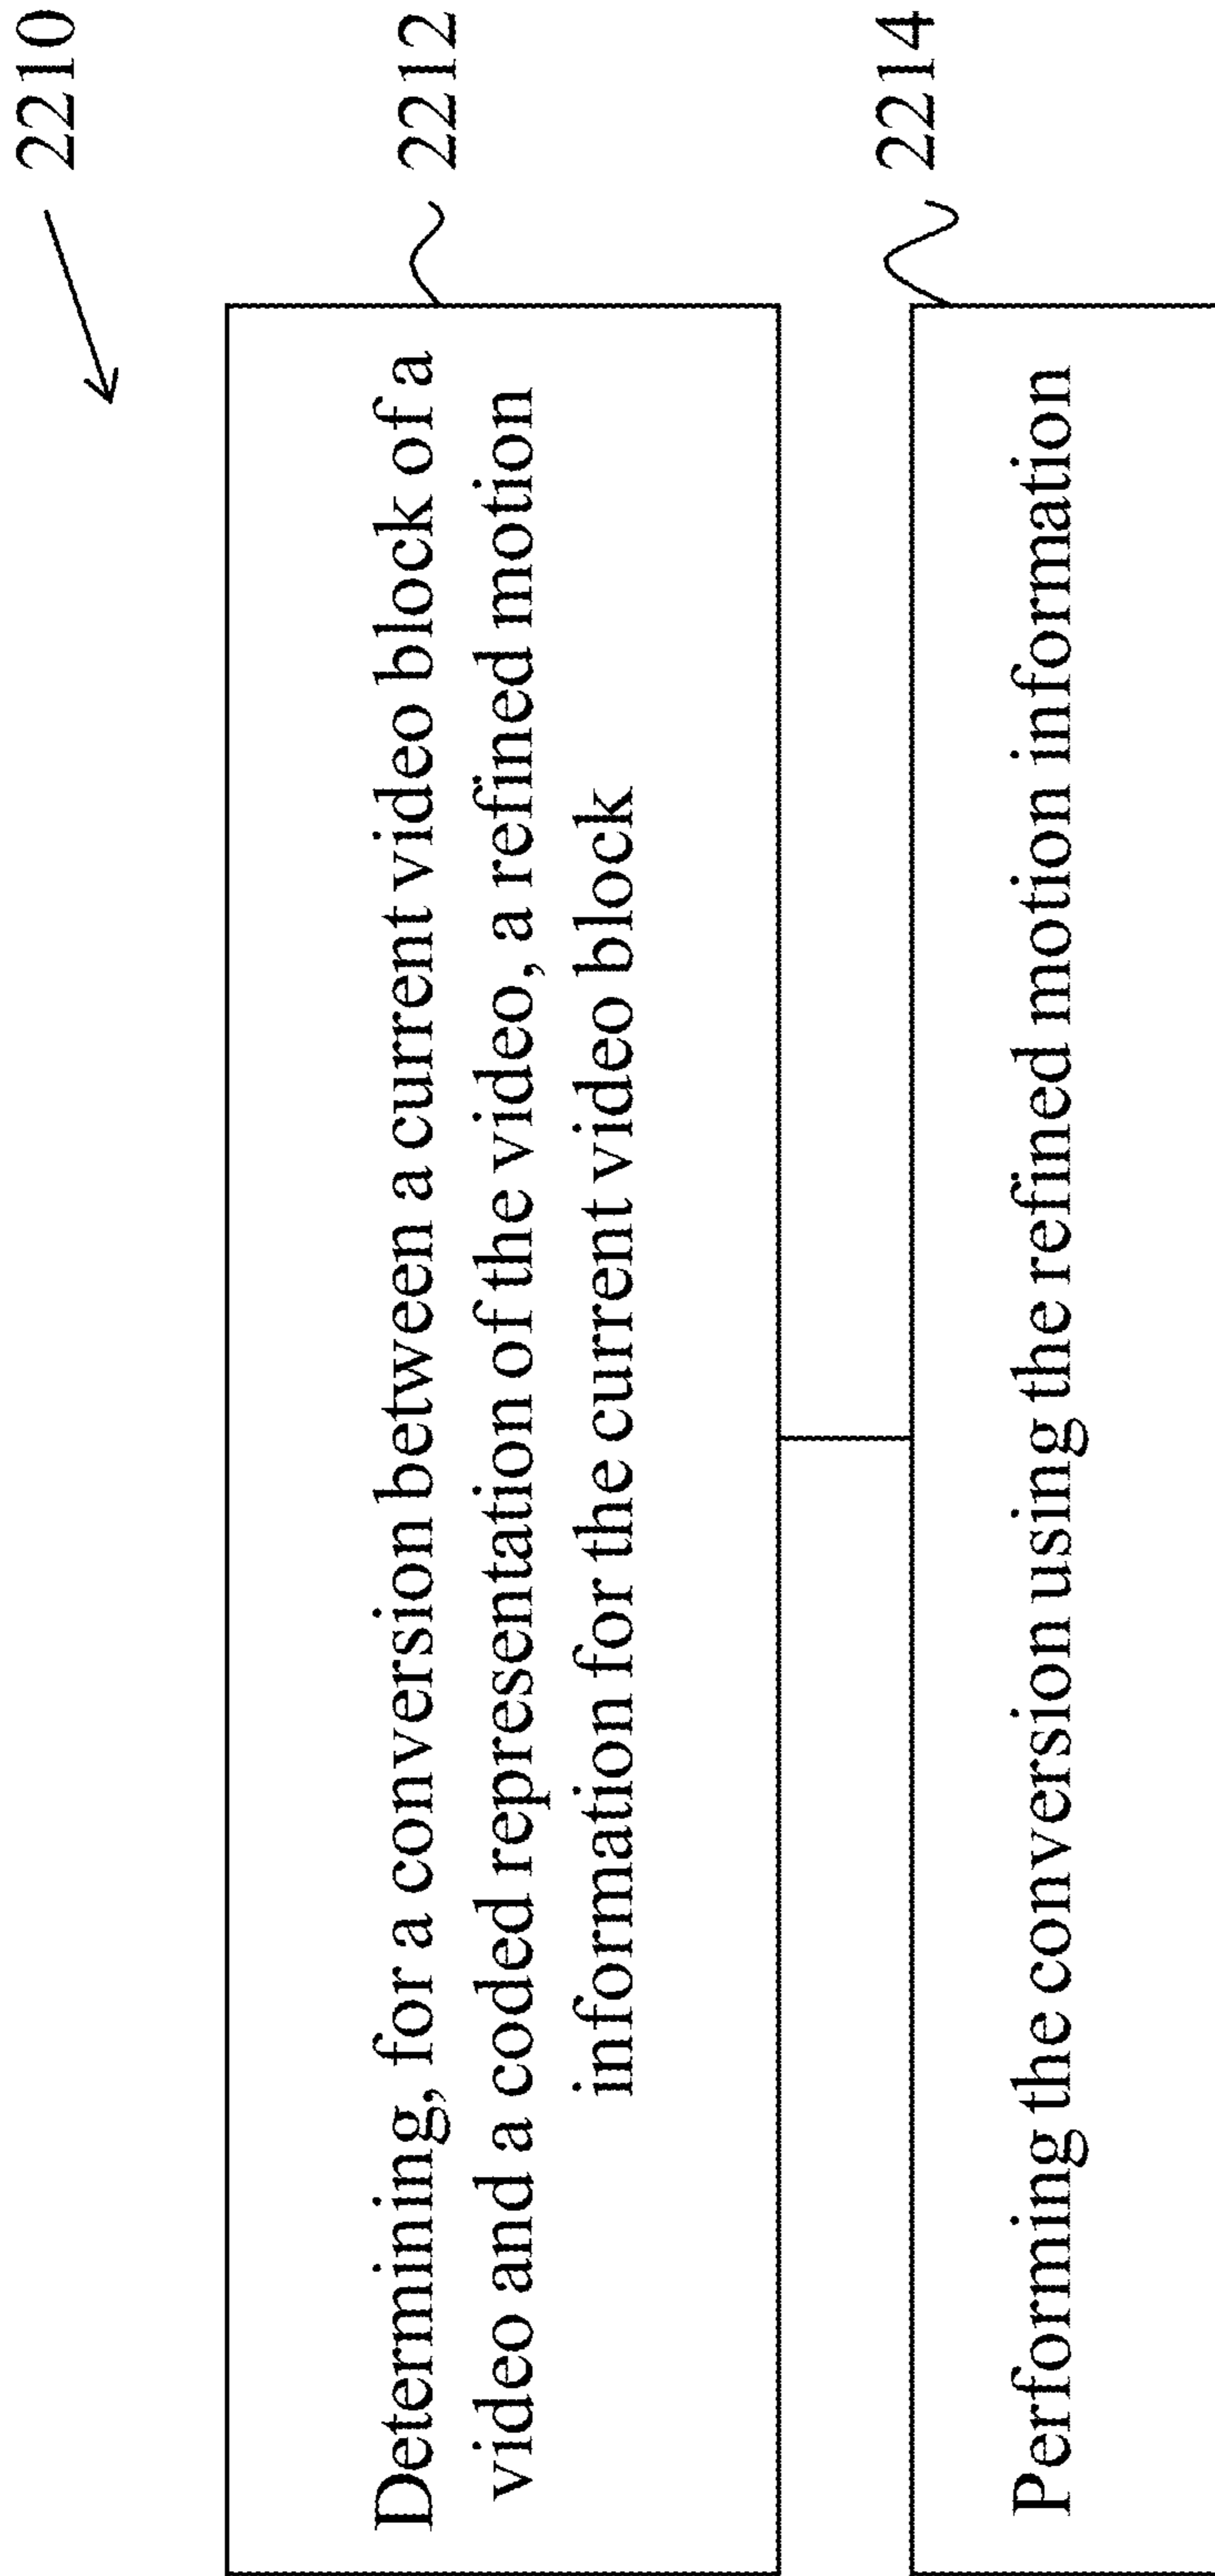 2210
Determining, for a conversion between a current video block of a
video and a coded representation of the video, a refined motion
information for the current video block
2212
Performing the conversion using the refined motion information
2214